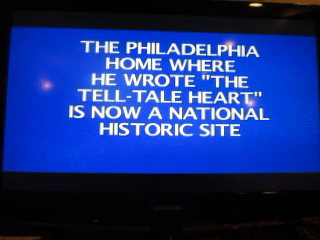 THE PHILADELPHIA
HOME WHERE
HE WROTE "THE
TELL-TALE HEART"
IS NOW A NATIONAL
HISTORIC SITE